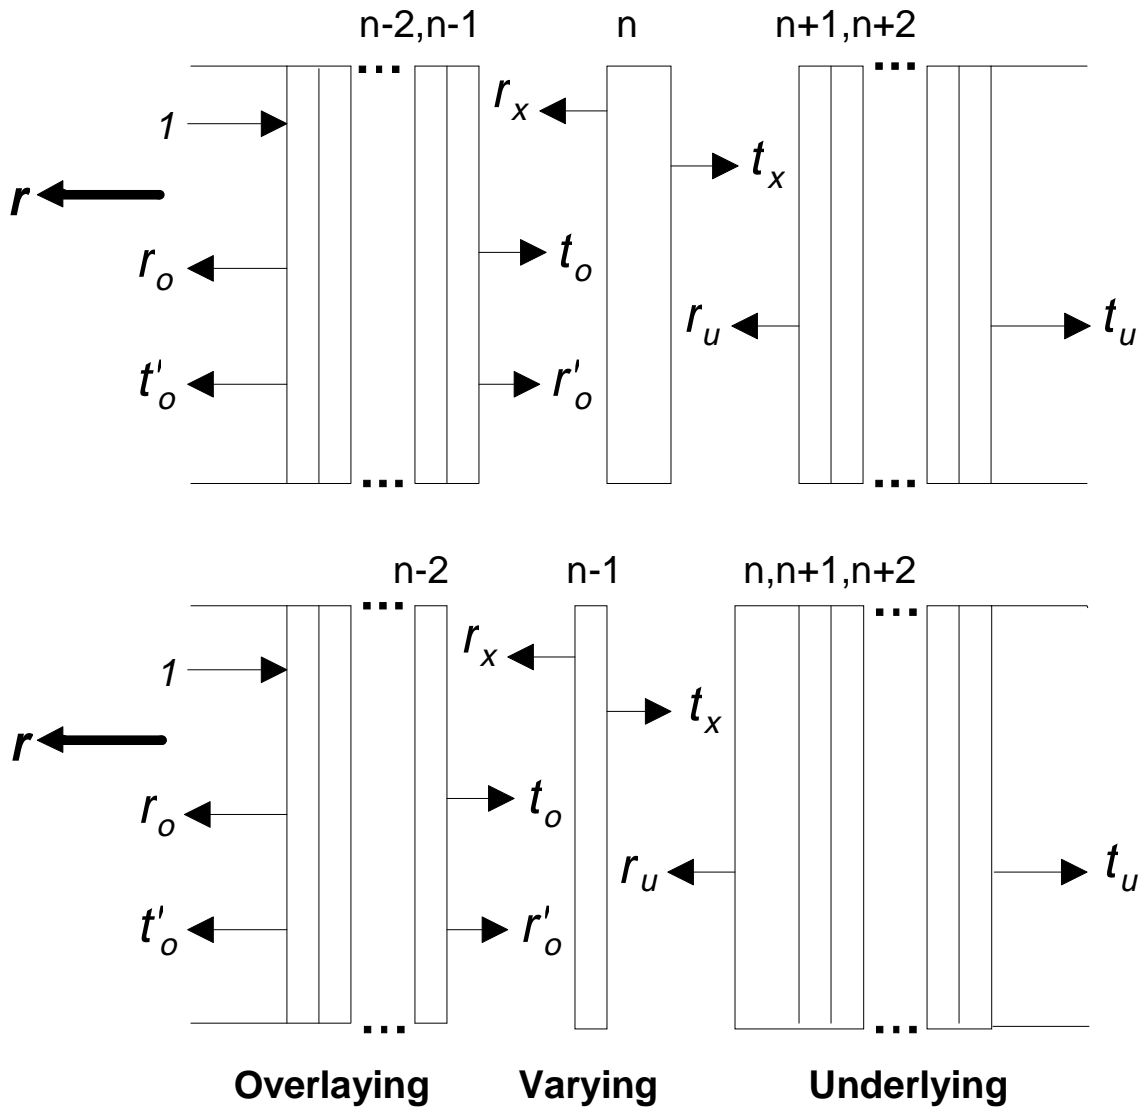 n-2,n-1 n n+1,n+2
...
...
r_x
1
t_x
r
r_o t_o
r_u t_u
t'_o r'_o
... ...
n-2 n-1 n,n+1,n+2
... ...
r_x
1
t_x
r
r_o t_o
r_u t_u
t'_o r'_o
... ...
Overlaying Varying Underlying